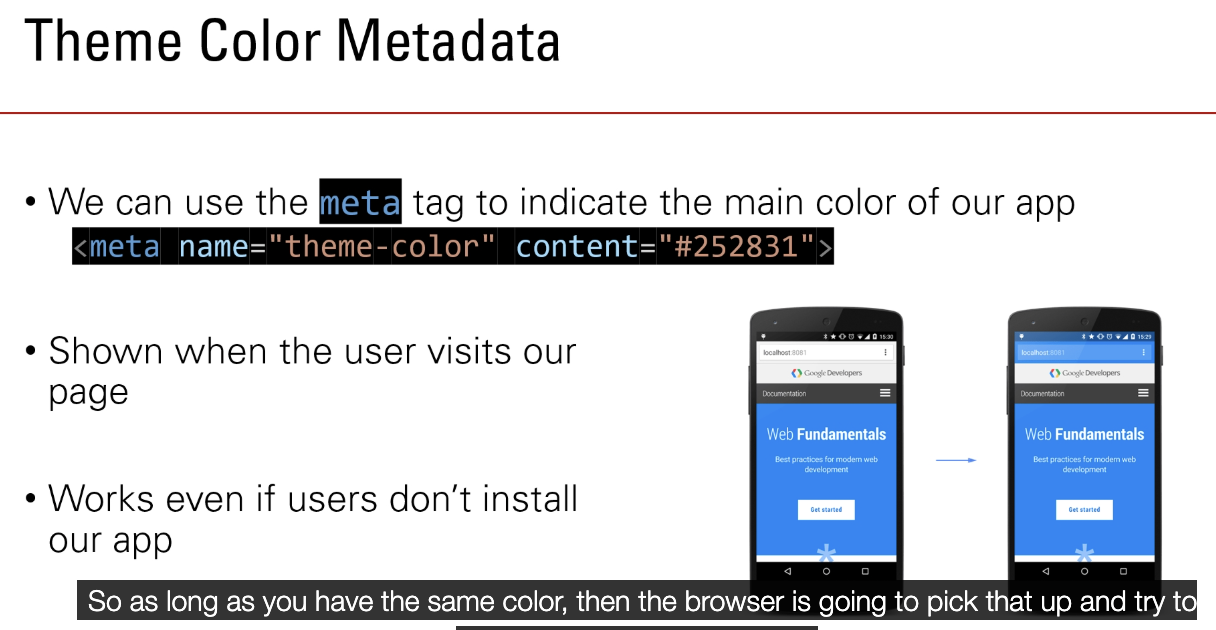 Theme Color Metadata
• We can use the meta tag to indicate the main color of our app
<meta name="theme-color" content="#252831">
• Shown when the user visits our
page
• Works even if users don’t install
our app
15:30
localhost:8081
Google Developers
Documentation
Web Fundamentals
Best practices for modern web
development
Get started
*
15:29
localhost:8081
Google Developers
Documentation
Web Fundamentals
Best practices for modern web
development
Get started
*
So as long as you have the same color, then the browser is going to pick that up and try to